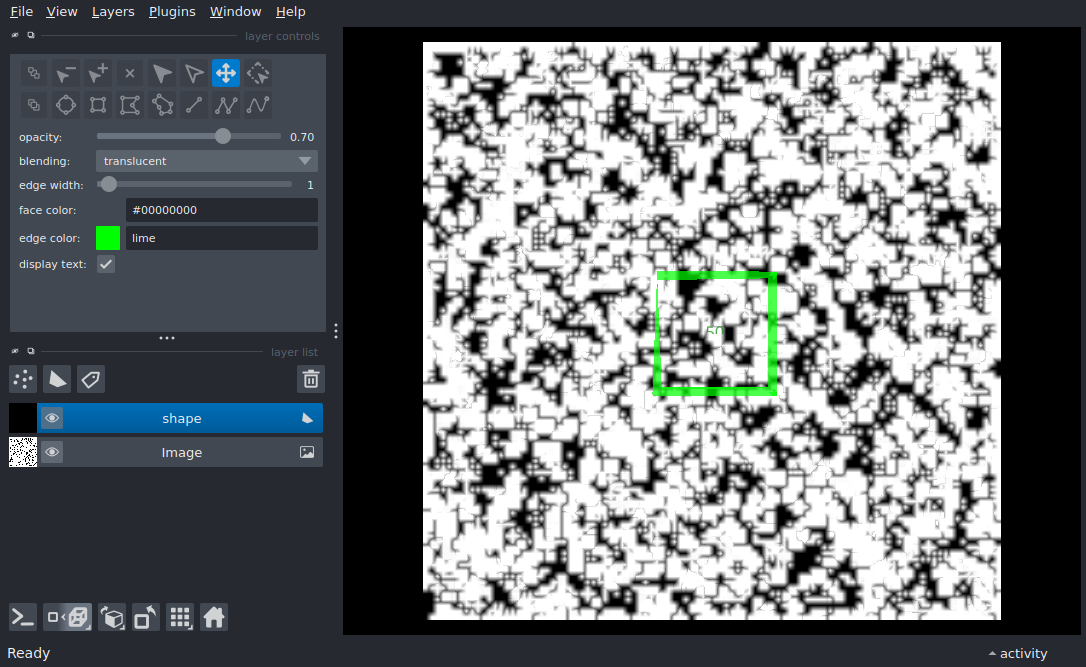 File View Layers Plugins Window Help
layer controls
opacity: 0.70
blending: translucent
edge width: 1
face color: #00000000
edge color: lime
display text:
layer list
shape
Image
Ready
activity